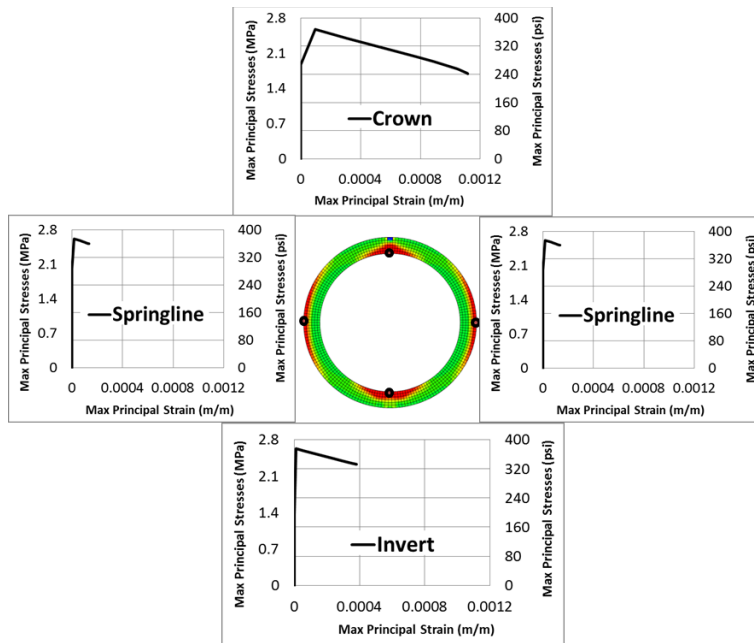 Max Principal Stresses (MPa)
2.8
2.1
1.4
0.7
0
Crown
400
320
240
160
80
0
Max Principal Stresses (psi)
0 0.0004 0.0008 0.0012
Max Principal Strain (m/m)
Max Principal Stresses (MPa)
2.8
2.1
1.4
0.7
0
Springline
400
320
240
160
80
0
Max Principal Stresses (psi)
0 0.0004 0.0008 0.0012
Max Principal Strain (m/m)
Max Principal Stresses (MPa)
2.8
2.1
1.4
0.7
0
Springline
400
320
240
160
80
0
Max Principal Stresses (psi)
0 0.0004 0.0008 0.0012
Max Principal Strain (m/m)
Max Principal Stresses (MPa)
2.8
2.1
1.4
0.7
0
Invert
400
320
240
160
80
0
Max Principal Stresses (psi)
0 0.0004 0.0008 0.0012
Max Principal Strain (m/m)